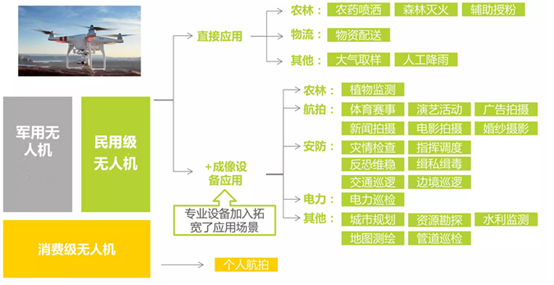 军用无
人机
民用级
无人机
消费级无人机
直接应用
农林：
农药喷洒
森林灭火
辅助授粉
物流：
物资配送
其他：
大气取样
人工降雨
+成像设
备应用
专业设备加入拓
宽了应用场景
农林：
植物监测
航拍：
体育赛事
演艺活动
广告拍摄
新闻拍摄
电影拍摄
婚纱摄影
安防：
灾情检查
指挥调度
反恐维稳
缉私缉毒
交通巡逻
边境巡逻
电力：
电力巡检
其他：
城市规划
资源勘探
水利监测
地图测绘
管道巡检
个人航拍